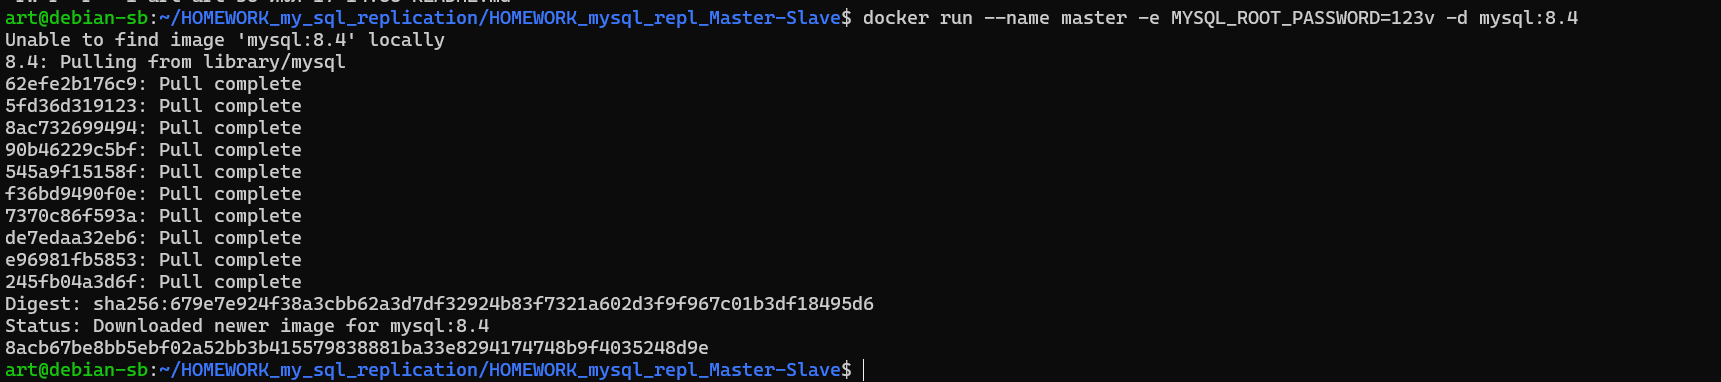 art@debian-sb:~/HOMEWORK_my_sql_replication/HOMEWORK_mysql_repl_Master-Slave$ docker run --name master -e MYSQL_ROOT_PASSWORD=123v -d mysql:8.4
Unable to find image 'mysql:8.4' locally
8.4: Pulling from library/mysql
62efe2b176c9: Pull complete
5fd36d319123: Pull complete
8ac732699494: Pull complete
90b46229c5bf: Pull complete
545a9f15158f: Pull complete
f36bd9490f0e: Pull complete
7370c86f593a: Pull complete
de7edaa32eb6: Pull complete
e96981fb5853: Pull complete
245fb04a3d6f: Pull complete
Digest: sha256:679e7e924f38a3cbb62a3d7df32924b83f7321a602d3f9f967c01b3df18495d6
Status: Downloaded newer image for mysql:8.4
8acb67be8bb5ebf02a52bb3b415579838881ba33e8294174748b9f4035248d9e
art@debian-sb:~/HOMEWORK_my_sql_replication/HOMEWORK_mysql_repl_Master-Slave$